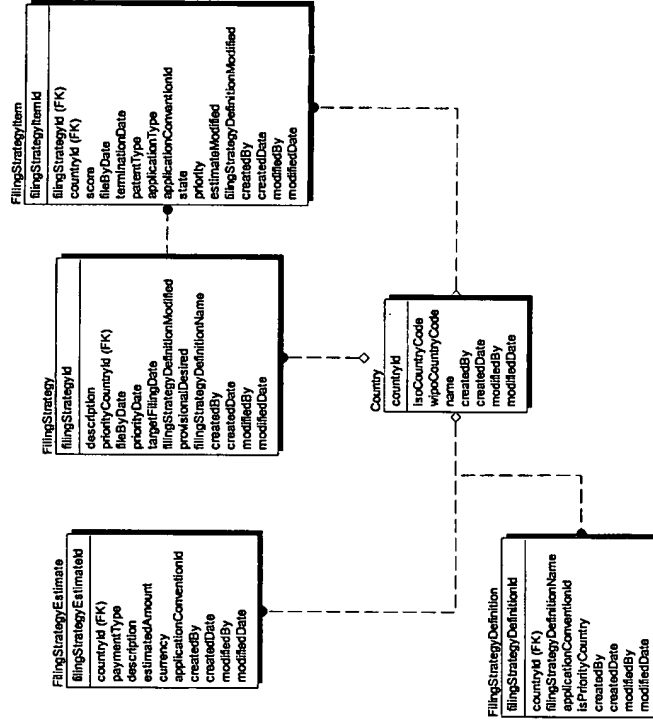 FilingStrategyEstimate
filingStrategyEstimateId
countryId (FK)
paymentType
description
estimatedAmount
currency
applicationConventionId
createdBy
createdDate
modifiedBy
modifiedDate
FilingStrategy
filingStrategyId
description
priorityCountryId (FK)
fileByDate
priorityDate
targetFilingDate
filingStrategyDefinitionModified
provisionalDesired
filingStrategyDefinitionName
createdBy
createdDate
modifiedBy
modifiedDate
FilingStrategyItem
filingStrategyItemId
filingStrategyId (FK)
countryId (FK)
score
fileByDate
terminationDate
patentType
applicationType
applicationConventionId
state
priority
estimateModified
filingStrategyDefinitionModified
createdBy
createdDate
modifiedBy
modifiedDate
FilingStrategyDefinition
filingStrategyDefinitionId
countryId (FK)
filingStrategyDefinitionName
applicationConventionId
isPriorityCountry
createdBy
createdDate
modifiedBy
modifiedDate
Country
countryId
isoCountryCode
wipoCountryCode
name
createdBy
createdDate
modifiedBy
modifiedDate